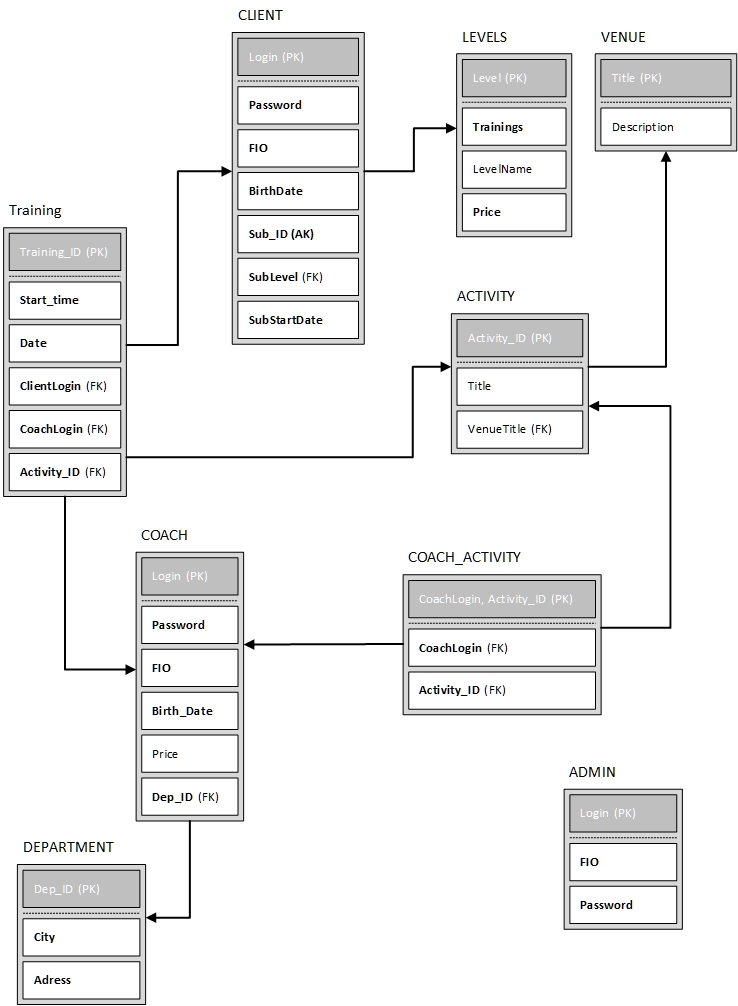 CLIENT
Login (PK)
Password
FIO
BirthDate
Sub_ID (AK)
SubLevel (FK)
SubStartDate
LEVELS
Level (PK)
Trainings
LevelName
Price
VENUE
Title (PK)
Description
Training
Training_ID (PK)
Start_time
Date
ClientLogin (FK)
CoachLogin (FK)
Activity_ID (FK)
ACTIVITY
Activity_ID (PK)
Title
VenueTitle (FK)
COACH
Login (PK)
Password
FIO
Birth_Date
Price
Dep_ID (FK)
COACH_ACTIVITY
CoachLogin, Activity_ID (PK)
CoachLogin (FK)
Activity_ID (FK)
ADMIN
Login (PK)
FIO
Password
DEPARTMENT
Dep_ID (PK)
City
Adress